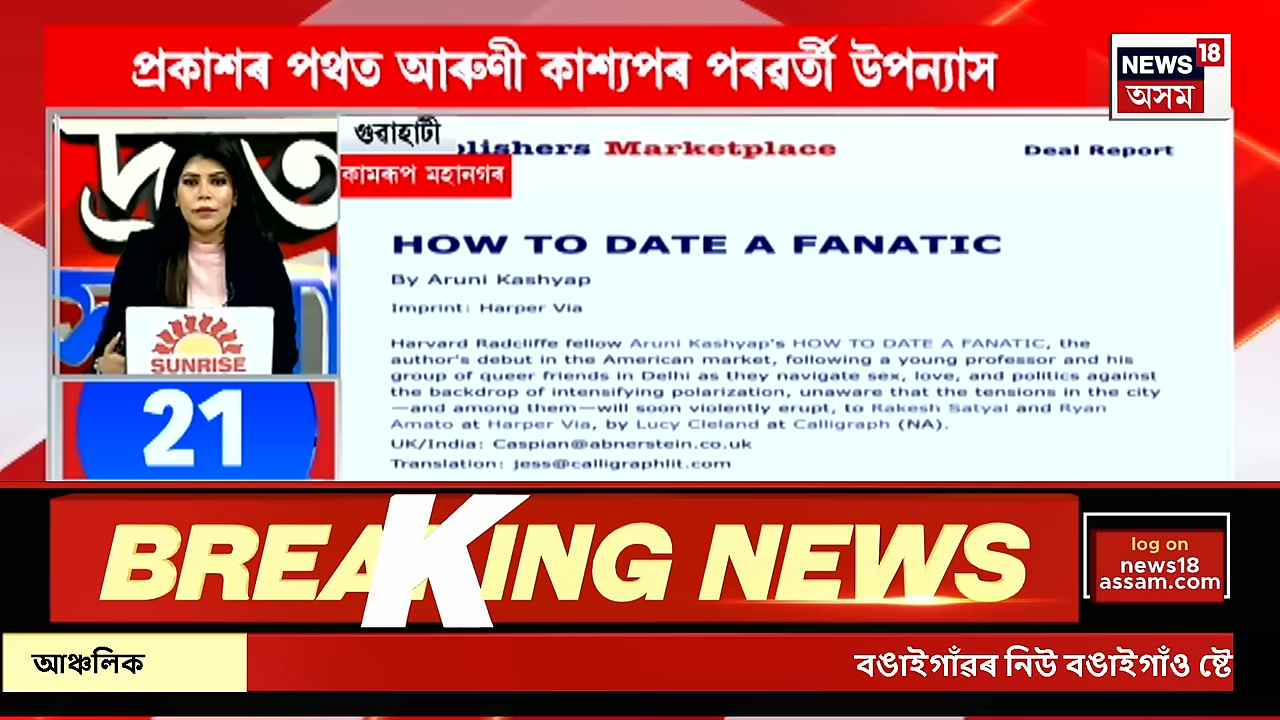 প্ৰকাশৰ পথত আৰুণী কাশ্যপৰ পৰৱৰ্তী উপন্যাস
NEWS 18
অসম
গুৱাহাটী
কামৰূপ মহানগৰ
Marketplace
Deal Report
HOW TO DATE A FANATIC
By Aruni Kashyap
Imprint: Harper Via
Harvard Radcliffe fellow Aruni Kashyap's HOW TO DATE A FANATIC, the
author's debut in the American market, following a young professor and his
group of queer friends in Delhi as they navigate sex, love, and politics against
the backdrop of intensifying polarization, unaware that the tensions in the city
—and among them—will soon violently erupt, to Rakesh Satyal and Ryan
Amato at Harper Via, by Lucy Cleland at Calligraph (NA).
UK/India: Caspian@abnerstein.co.uk
Translation: jess@calligraphlit.com
SUNRISE
21
BREAKING NEWS
log on
news18
assam.com
আঞ্চলিক
বঙাইগাঁৱৰ নিউ বঙাইগাঁও ষ্টে